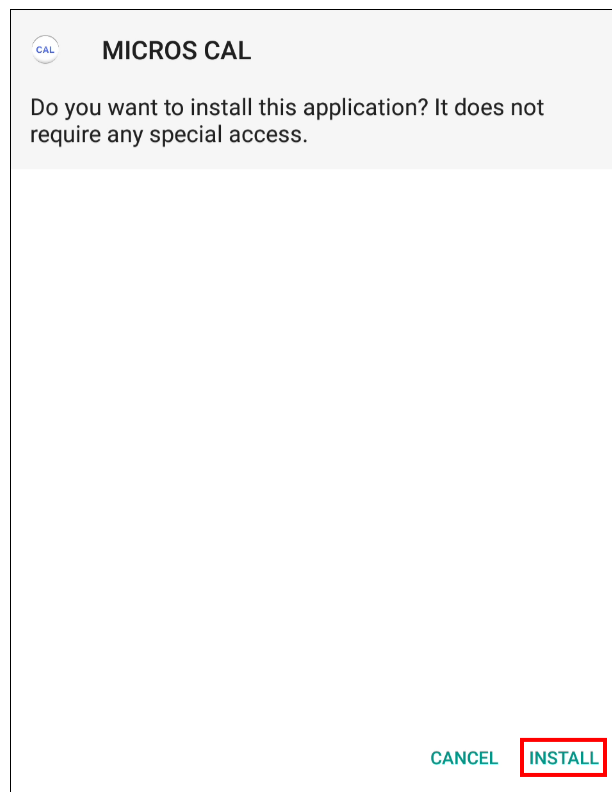 CAL
MICROS CAL
Do you want to install this application? It does not
require any special access.
CANCEL
INSTALL